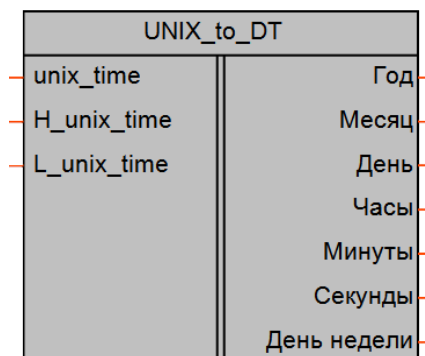 UNIX_to_DT
unix_time
Год
H_unix_time
Месяц
L_unix_time
День
Часы
Минуты
Секунды
День недели